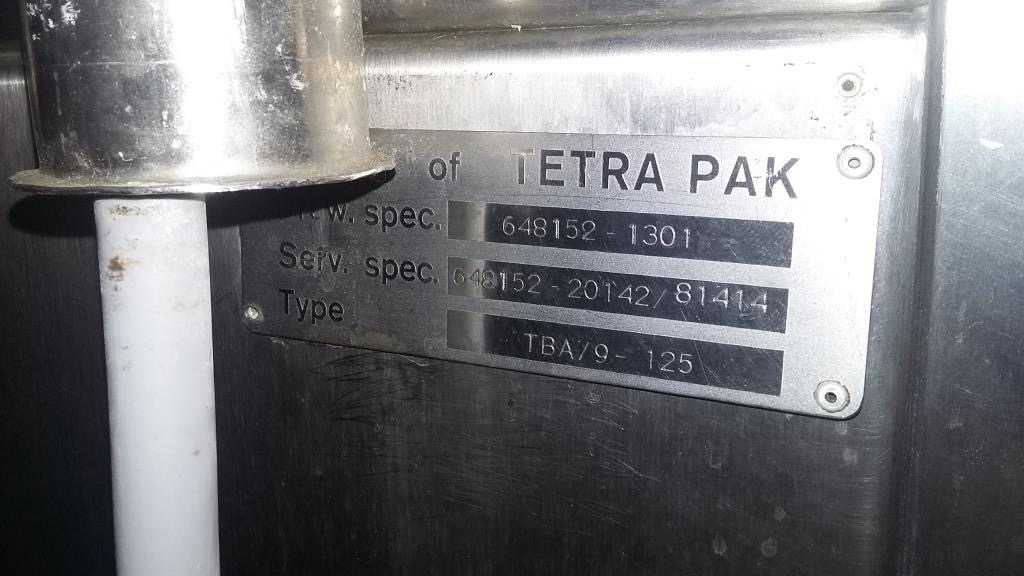 of TETRA PAK
w. spec. 648152-1301
Serv. spec. 648152-20142/81414
Type TBA/9-125